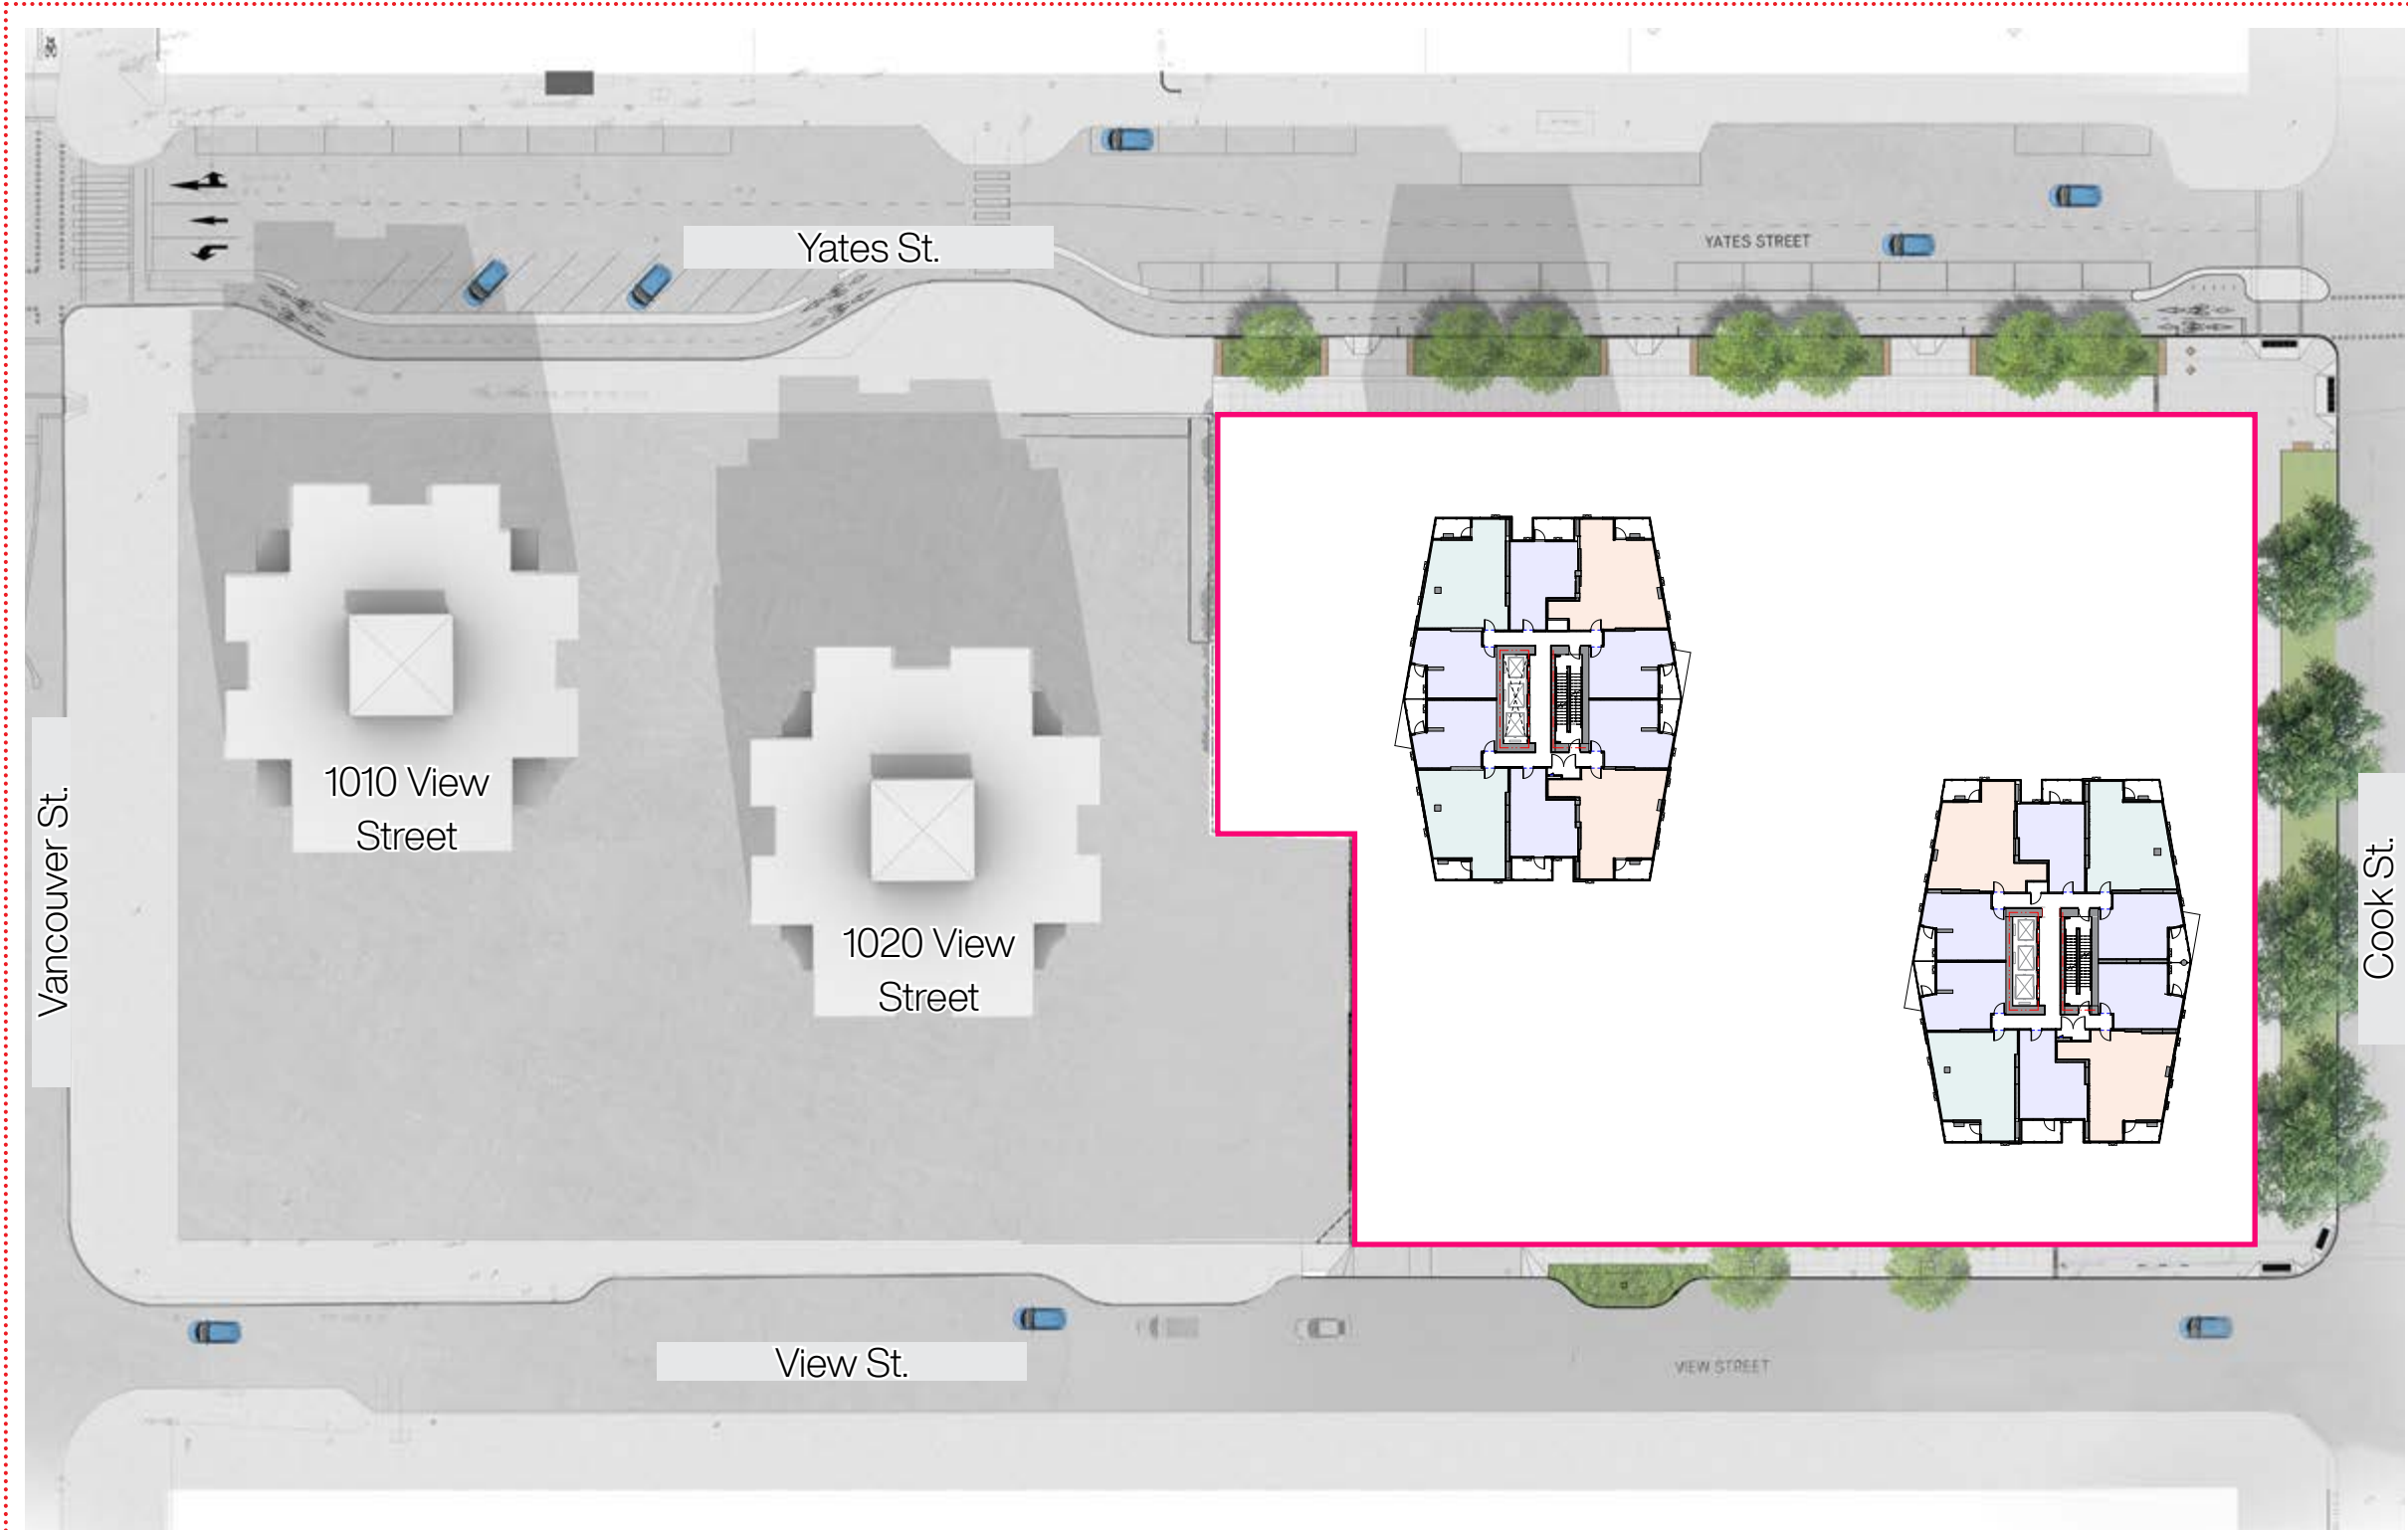 Yates St.
YATES STREET
1010 View
Street
1020 View
Street
Vancouver St.
Cook St.
View St.
VIEW STREET